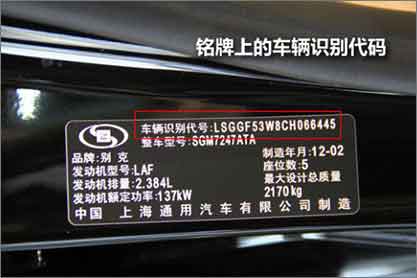 铭牌上的车辆识别代码
车辆识别代号:LSGGF53W8CH066445
整车型号:SGM7247ATA
品牌:别克 制造年月:12-02
发动机型号:LAF 座位数:5
发动机排量:2.384L 最大设计总质量
发动机额定功率:137kW 2170kg
中国 上海通用汽车有限公司 制造